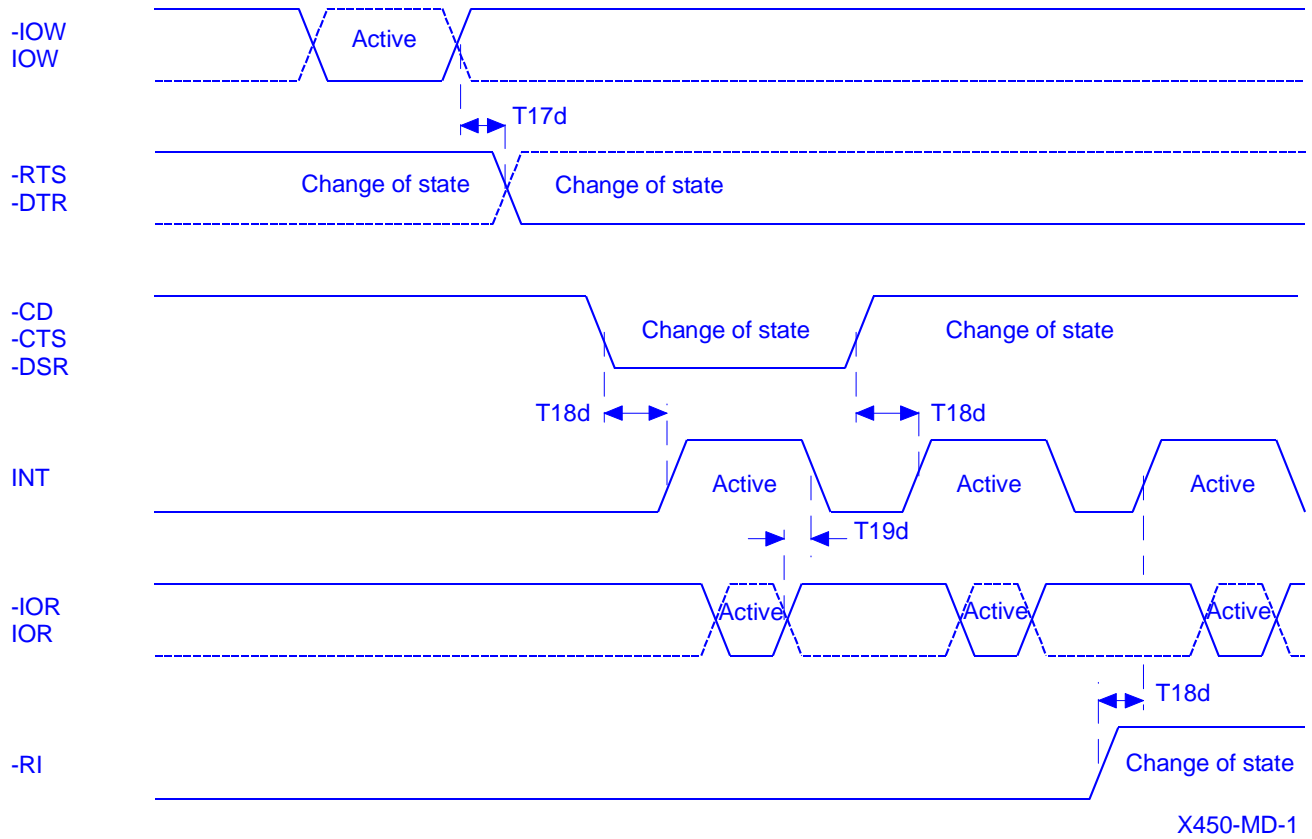 -IOW
IOW
Active
T17d
-RTS
-DTR
Change of state
Change of state
-CD
-CTS
-DSR
Change of state
Change of state
T18d
T18d
INT
Active
Active
Active
T19d
-IOR
IOR
Active
Active
Active
T18d
-RI
Change of state
X450-MD-1